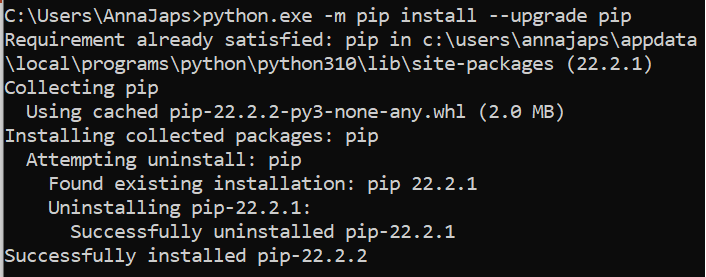 C:\Users\AnnaJaps>python.exe -m pip install --upgrade pip
Requirement already satisfied: pip in c:\users\annajaps\appdata
\local\programs\python\python310\lib\site-packages (22.2.1)
Collecting pip
  Using cached pip-22.2.2-py3-none-any.whl (2.0 MB)
Installing collected packages: pip
  Attempting uninstall: pip
    Found existing installation: pip 22.2.1
    Uninstalling pip-22.2.1:
      Successfully uninstalled pip-22.2.1
Successfully installed pip-22.2.2